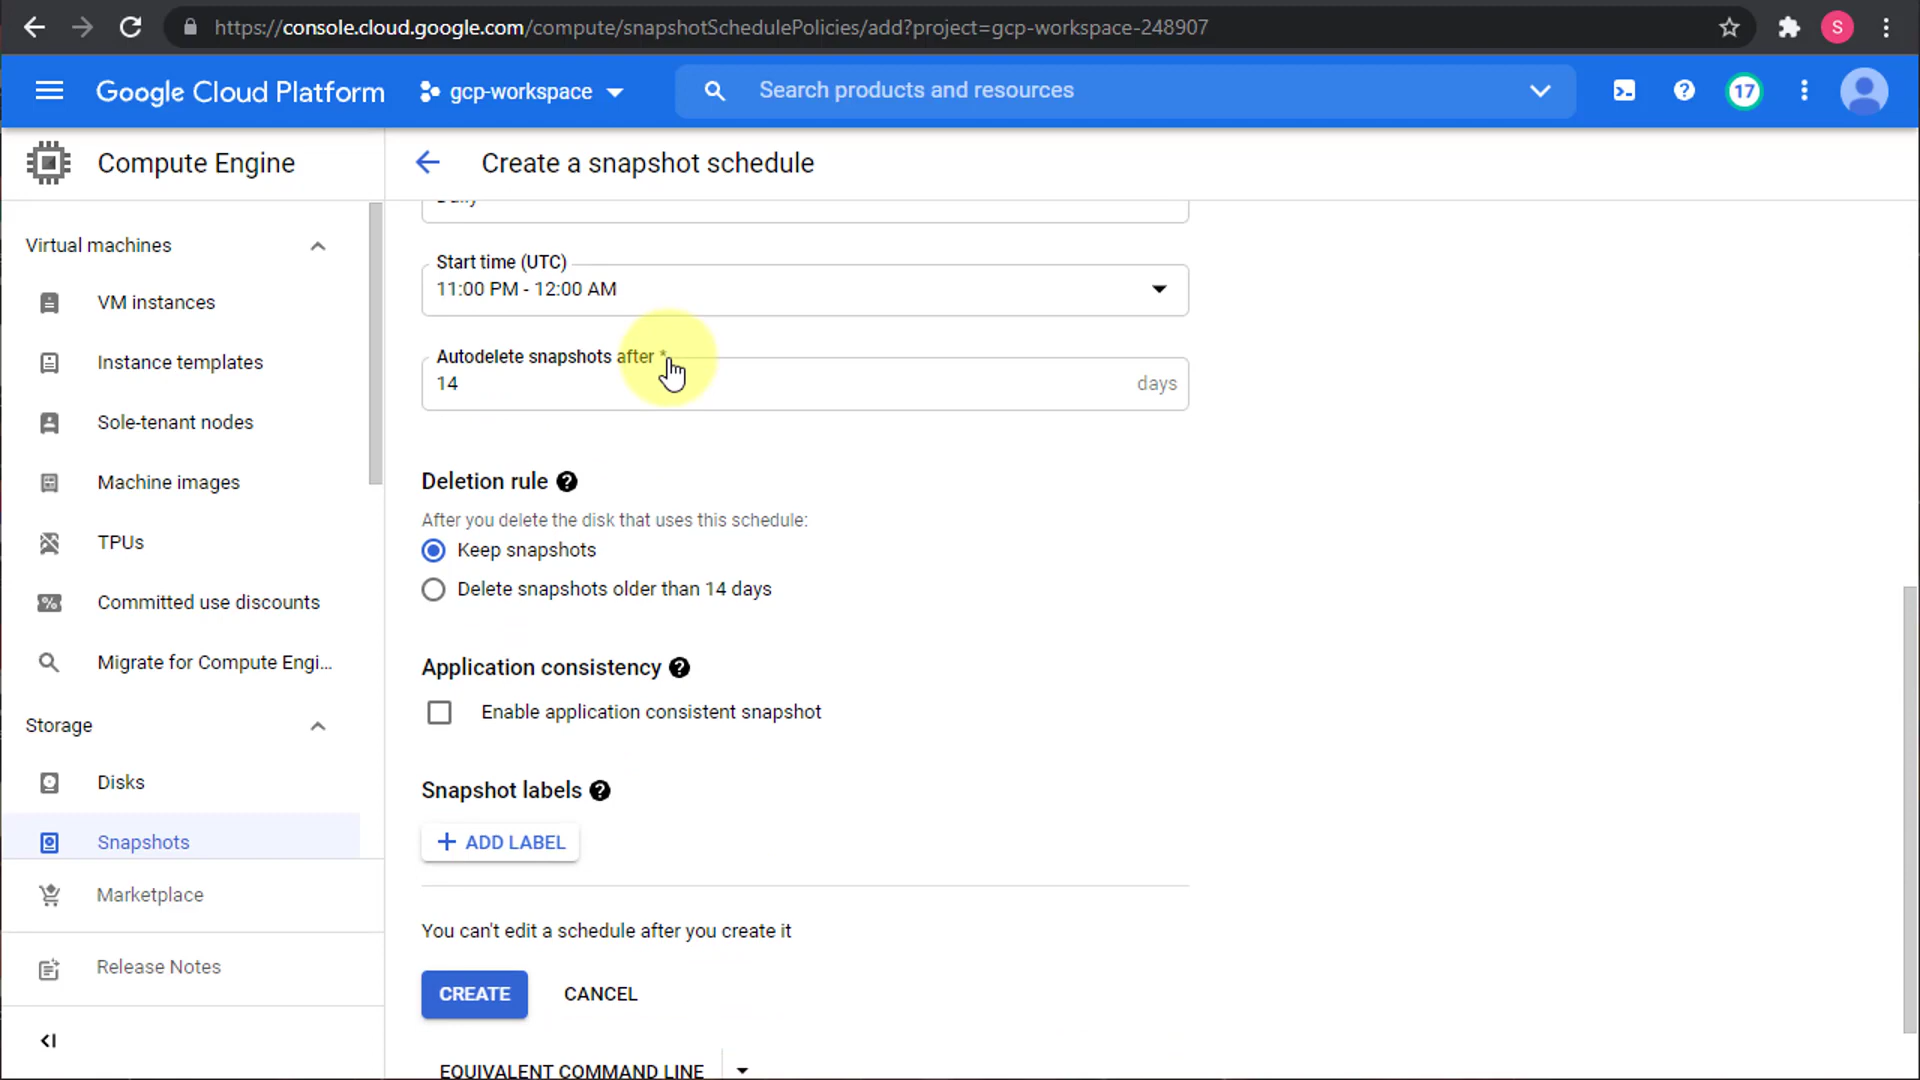 https://console.cloud.google.com/compute/snapshotSchedulePolicies/add?project=gcp-workspace-248907
S
Google Cloud Platform
gcp-workspace
Search products and resources
17
Compute Engine
Create a snapshot schedule
Virtual machines
VM instances
Instance templates
Sole-tenant nodes
Machine images
TPUs
Committed use discounts
Migrate for Compute Engi...
Storage
Disks
Snapshots
Marketplace
Release Notes
Daily
Start time (UTC)
11:00 PM - 12:00 AM
Autodelete snapshots after *
14 days
Deletion rule
After you delete the disk that uses this schedule:
Keep snapshots
Delete snapshots older than 14 days
Application consistency
Enable application consistent snapshot
Snapshot labels
+ ADD LABEL
You can't edit a schedule after you create it
CREATE
CANCEL
EQUIVALENT COMMAND LINE